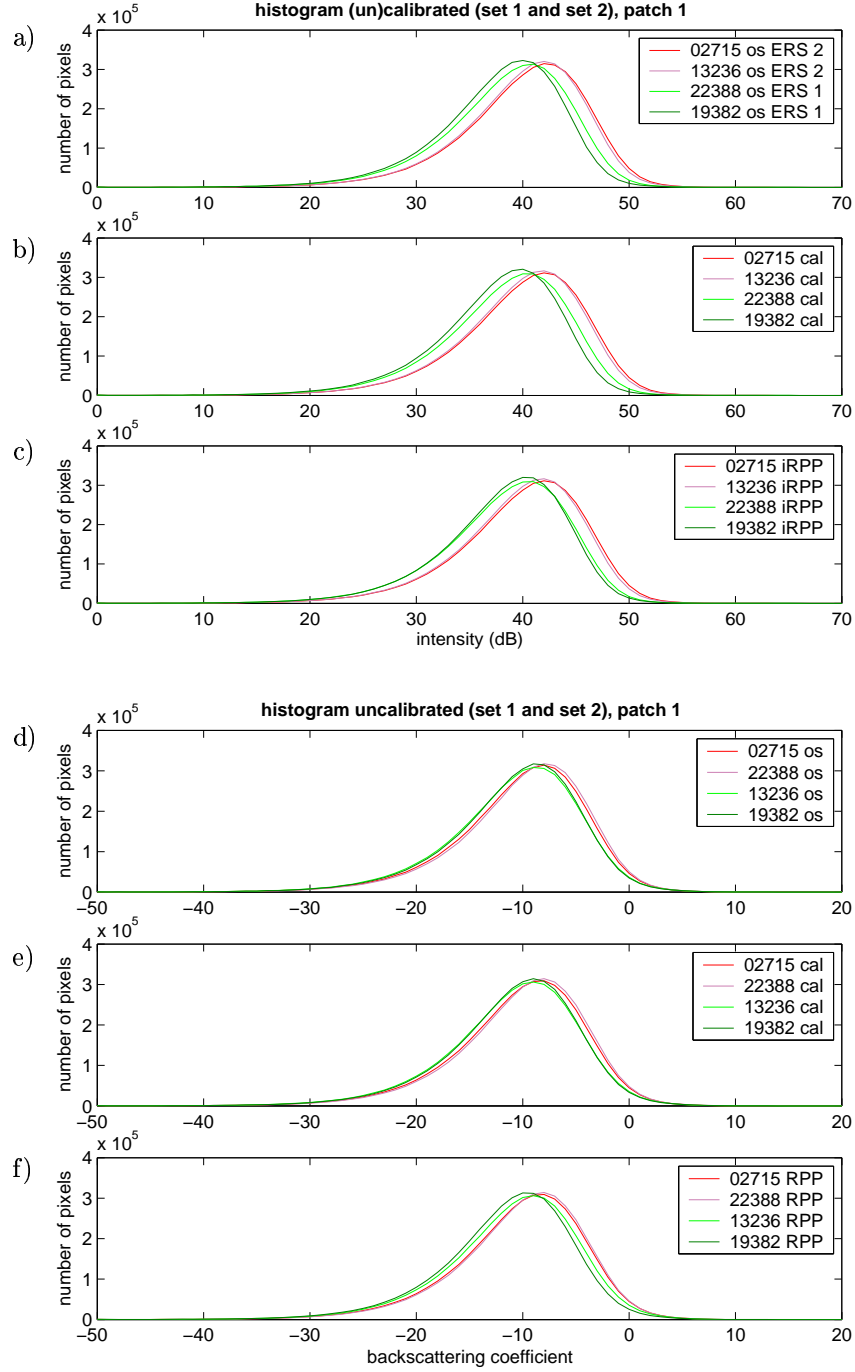 histogram (un)calibrated (set 1 and set 2), patch 1
a)
x 10^5
4
3
2
1
0
number of pixels
02715 os ERS 2
13236 os ERS 2
22388 os ERS 1
19382 os ERS 1
0 10 20 30 40 50 60 70
b)
x 10^5
4
3
2
1
0
number of pixels
02715 cal
13236 cal
22388 cal
19382 cal
0 10 20 30 40 50 60 70
c)
x 10^5
4
3
2
1
0
number of pixels
02715 iRPP
13236 iRPP
22388 iRPP
19382 iRPP
0 10 20 30 40 50 60 70
intensity (dB)
histogram uncalibrated (set 1 and set 2), patch 1
d)
x 10^5
4
3
2
1
0
number of pixels
02715 os
22388 os
13236 os
19382 os
−50 −40 −30 −20 −10 0 10 20
e)
x 10^5
4
3
2
1
0
number of pixels
02715 cal
22388 cal
13236 cal
19382 cal
−50 −40 −30 −20 −10 0 10 20
f)
x 10^5
4
3
2
1
0
number of pixels
02715 RPP
22388 RPP
13236 RPP
19382 RPP
−50 −40 −30 −20 −10 0 10 20
backscattering coefficient